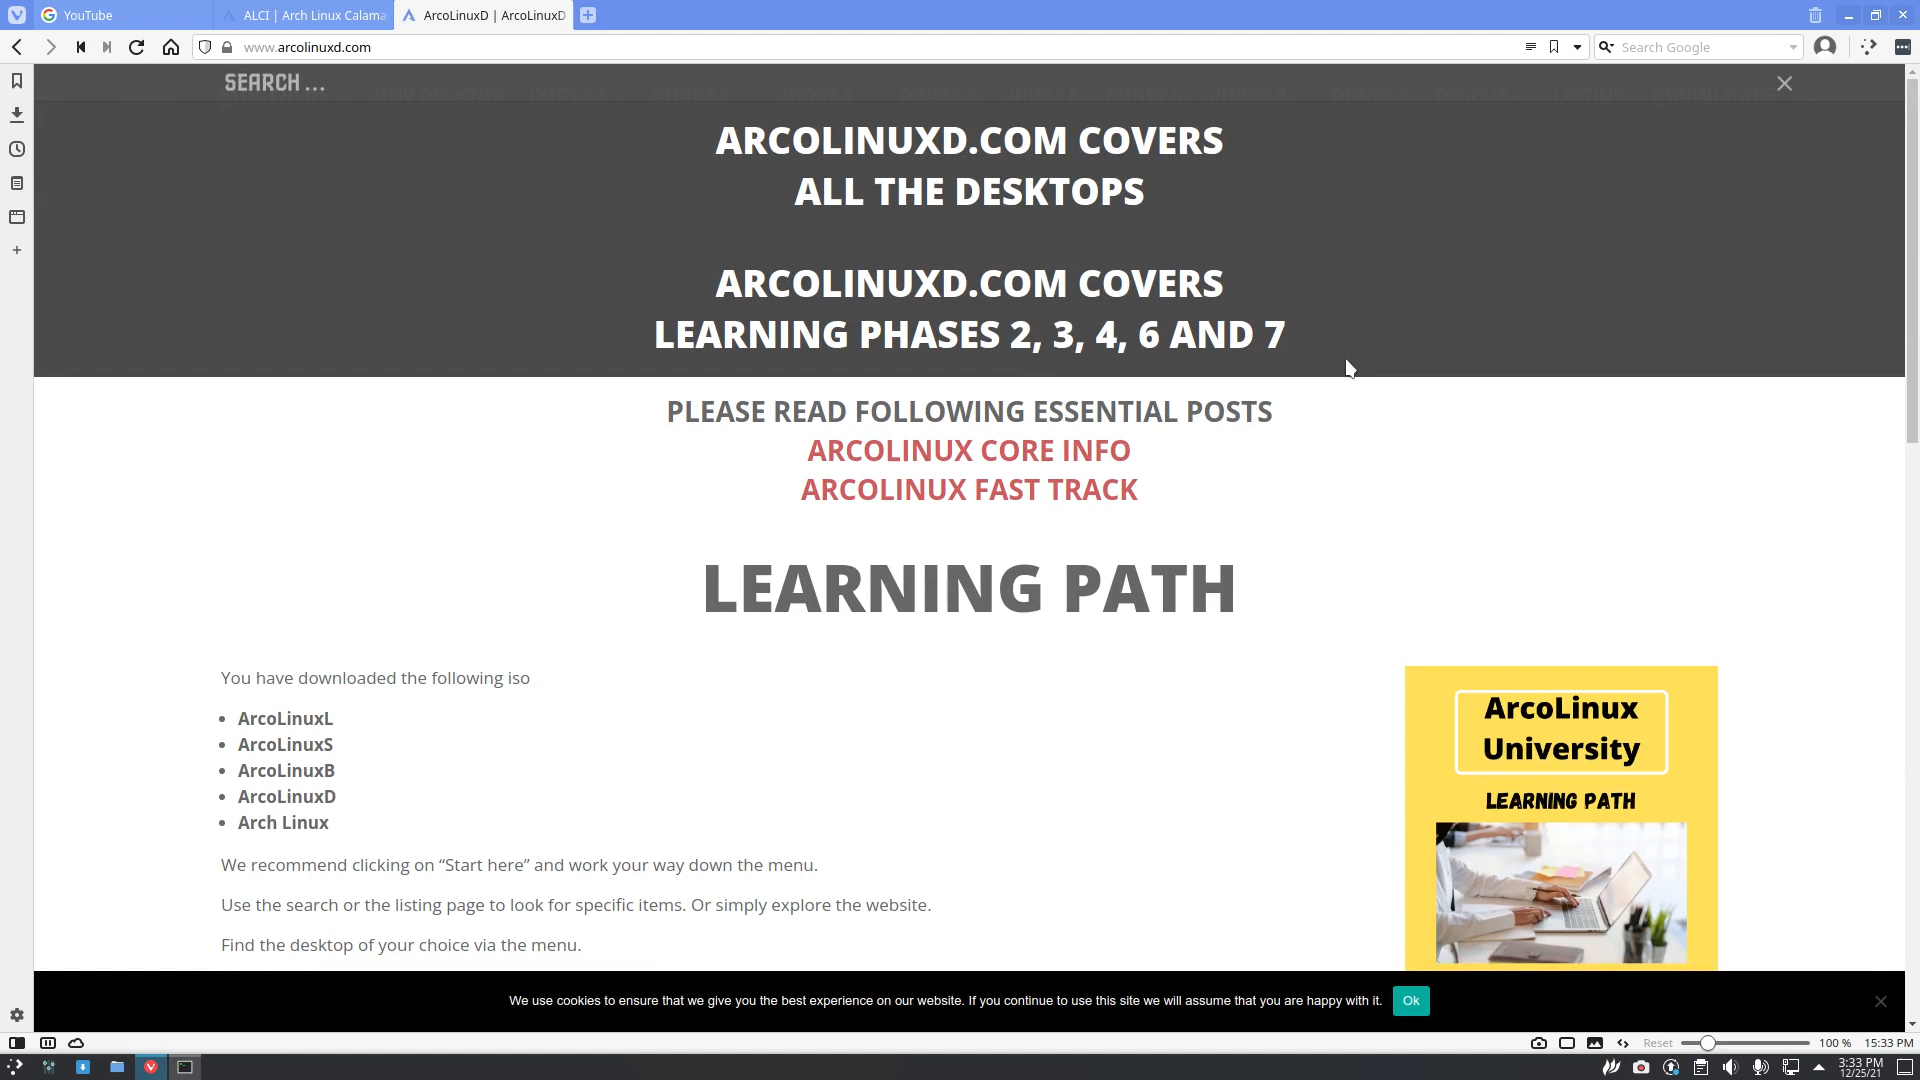 YouTube
ALCI | Arch Linux Calama
ArcoLinuxD | ArcoLinuxD
www.arcolinuxd.com
Search Google
SEARCH ...
ARCOLINUXD.COM COVERS
ALL THE DESKTOPS
ARCOLINUXD.COM COVERS
LEARNING PHASES 2, 3, 4, 6 AND 7
PLEASE READ FOLLOWING ESSENTIAL POSTS
ARCOLINUX CORE INFO
ARCOLINUX FAST TRACK
LEARNING PATH
You have downloaded the following iso
ArcoLinuxL
ArcoLinuxS
ArcoLinuxB
ArcoLinuxD
Arch Linux
We recommend clicking on “Start here” and work your way down the menu.
Use the search or the listing page to look for specific items. Or simply explore the website.
Find the desktop of your choice via the menu.
ArcoLinux
University
LEARNING PATH
We use cookies to ensure that we give you the best experience on our website. If you continue to use this site we will assume that you are happy with it.
Ok
Reset
100 %
15:33 PM
3:33 PM
12/25/21